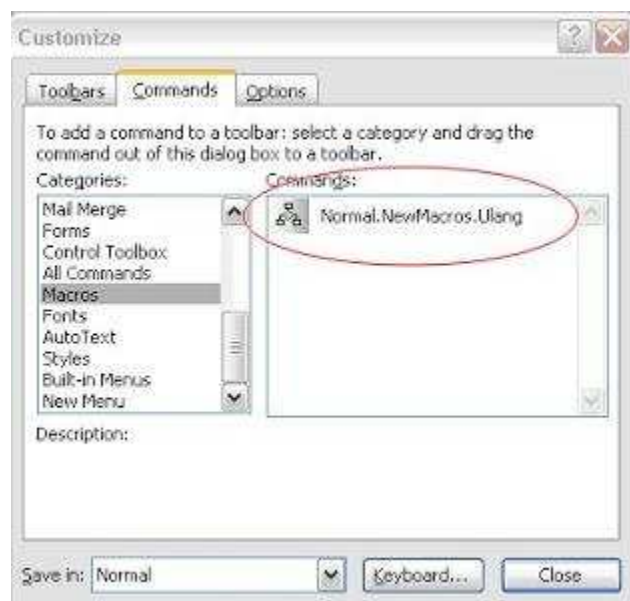 Customize
Toolbars Commands Options
To add a command to a toolbar: select a category and drag the
command out of this dialog box to a toolbar.
Categories: Commands:
Mail Merge
Normal.NewMacros.Ulang
Forms
Control Toolbox
All Commands
Macros
Fonts
AutoText
Styles
Built-in Menus
New Menu
Description:
Save in: Normal Keyboard... Close